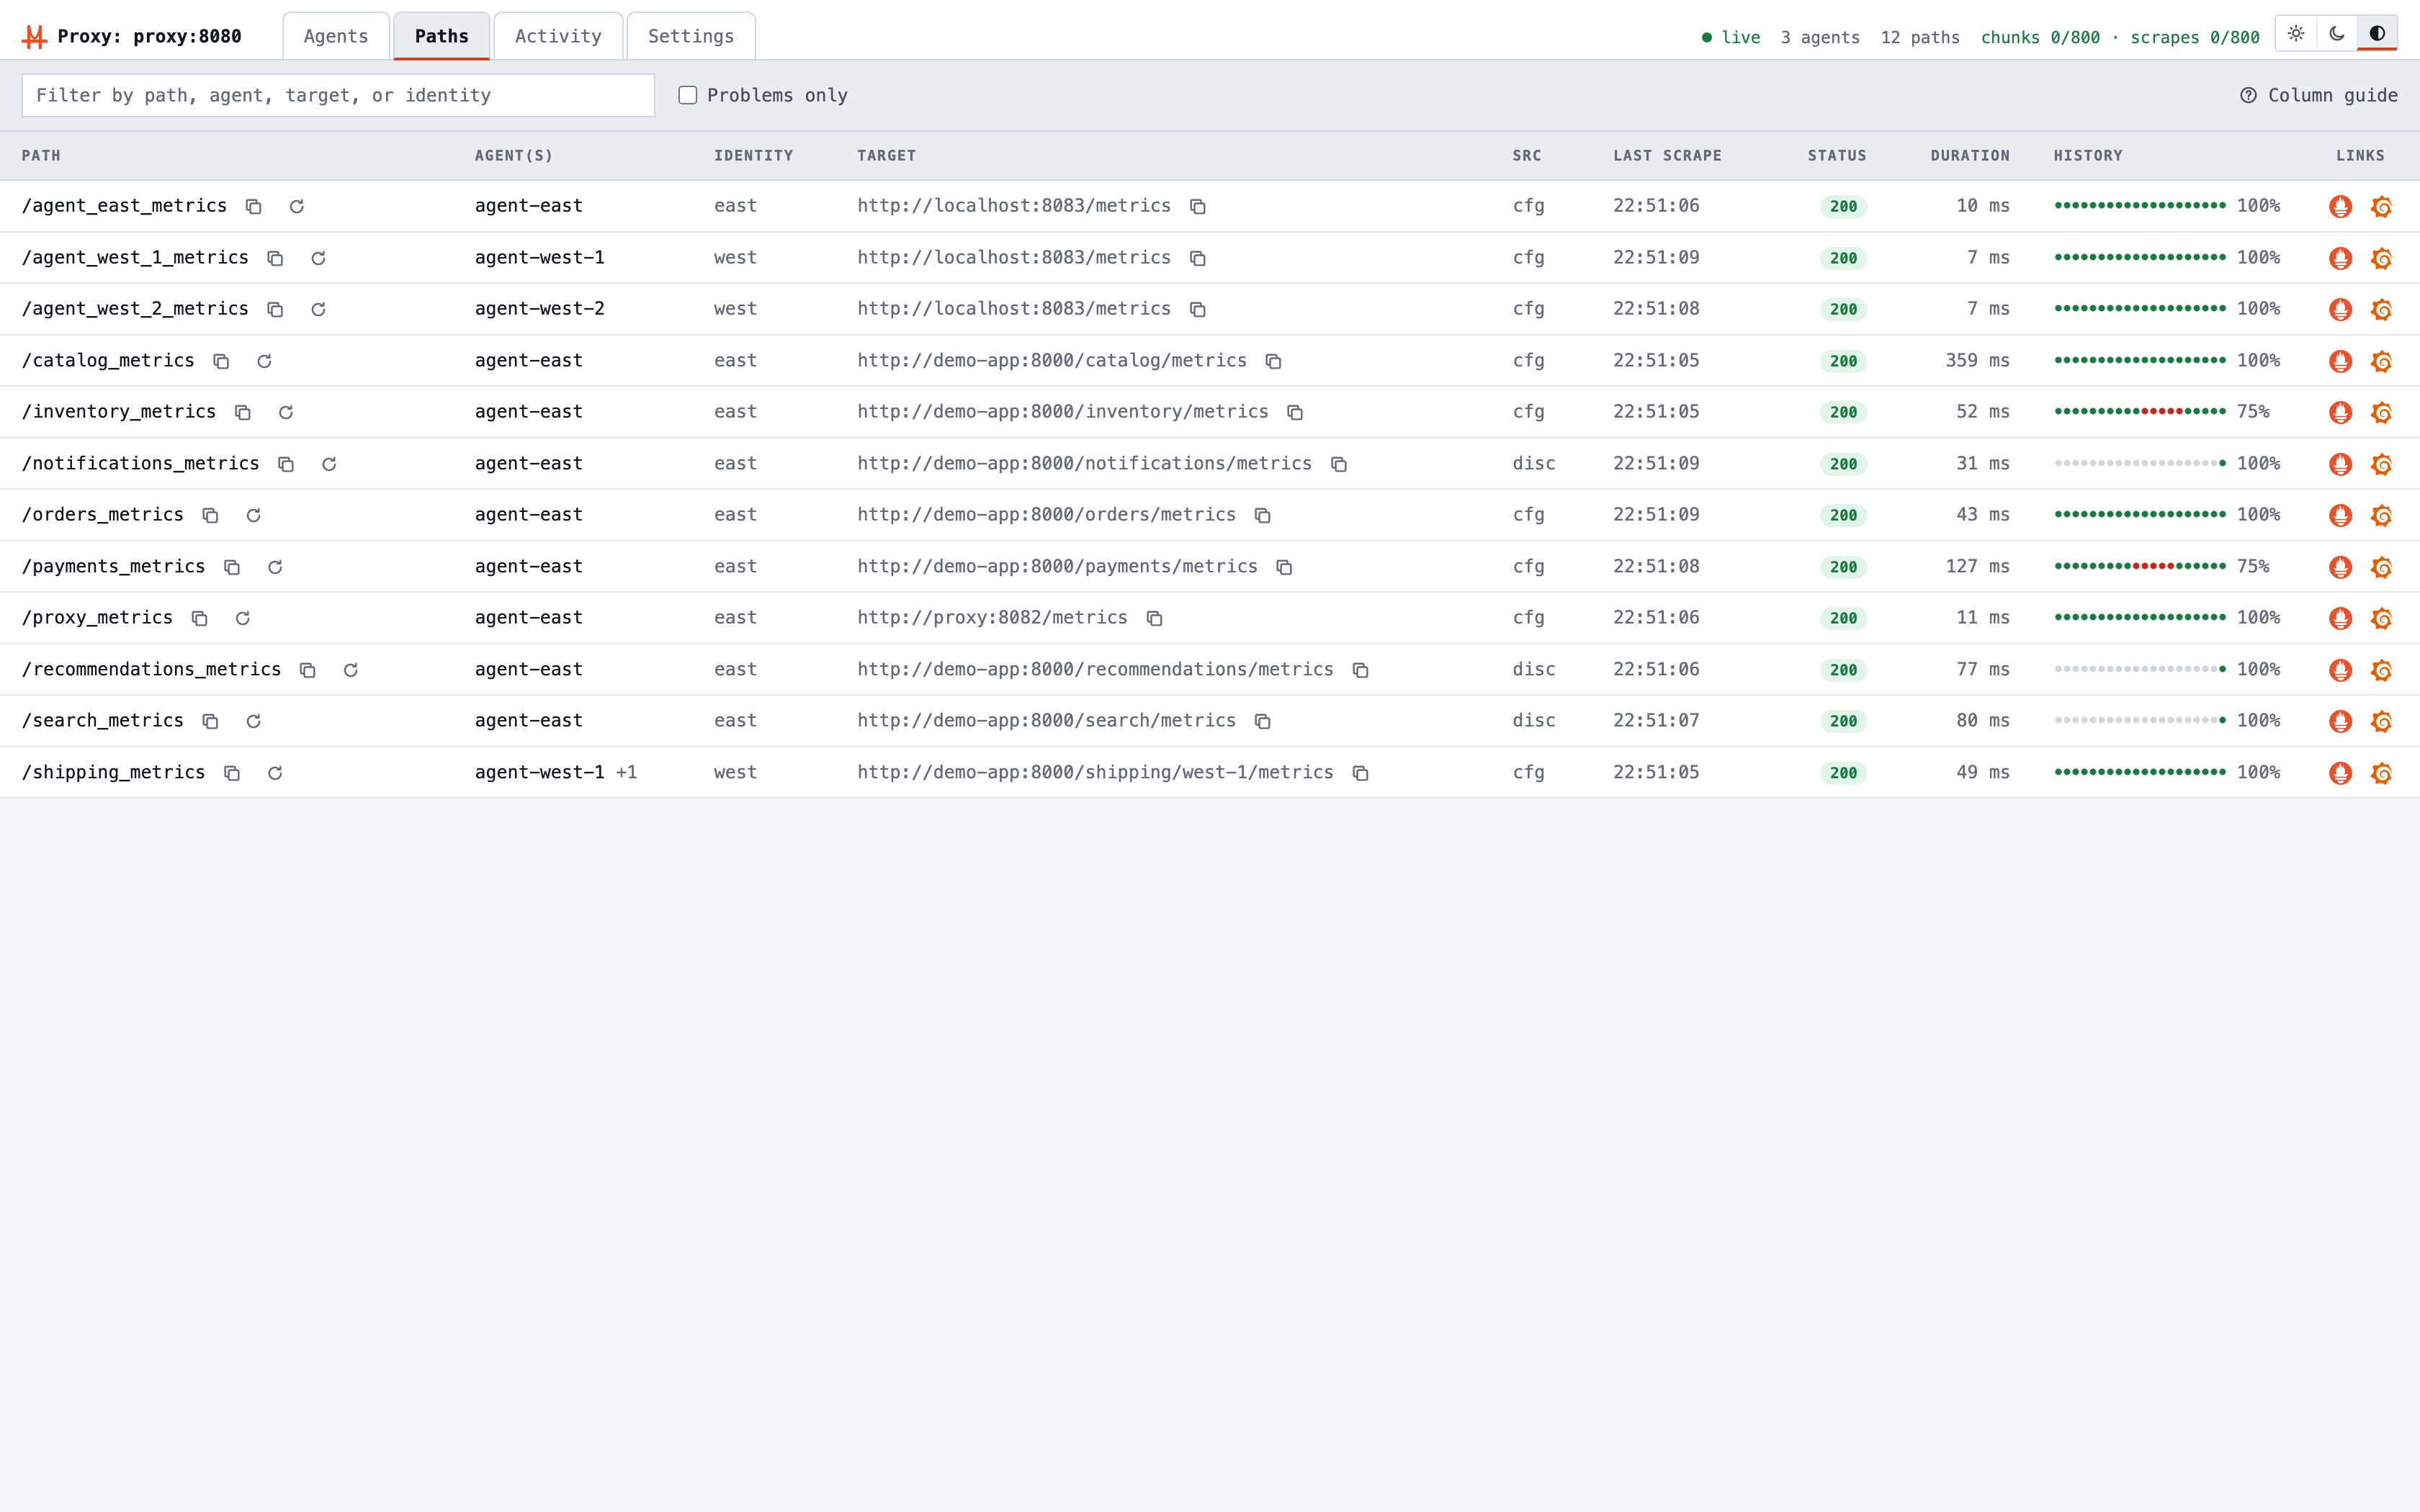 Proxy: proxy:8080 Agents Paths Activity Settings live 3 agents 12 paths chunks 0/800 · scrapes 0/800
Filter by path, agent, target, or identity Problems only Column guide
PATH AGENT(S) IDENTITY TARGET SRC LAST SCRAPE STATUS DURATION HISTORY LINKS
/agent_east_metrics agent-east east http://localhost:8083/metrics cfg 22:51:06 200 10 ms 100%
/agent_west_1_metrics agent-west-1 west http://localhost:8083/metrics cfg 22:51:09 200 7 ms 100%
/agent_west_2_metrics agent-west-2 west http://localhost:8083/metrics cfg 22:51:08 200 7 ms 100%
/catalog_metrics agent-east east http://demo-app:8000/catalog/metrics cfg 22:51:05 200 359 ms 100%
/inventory_metrics agent-east east http://demo-app:8000/inventory/metrics cfg 22:51:05 200 52 ms 75%
/notifications_metrics agent-east east http://demo-app:8000/notifications/metrics disc 22:51:09 200 31 ms 100%
/orders_metrics agent-east east http://demo-app:8000/orders/metrics cfg 22:51:09 200 43 ms 100%
/payments_metrics agent-east east http://demo-app:8000/payments/metrics cfg 22:51:08 200 127 ms 75%
/proxy_metrics agent-east east http://proxy:8082/metrics cfg 22:51:06 200 11 ms 100%
/recommendations_metrics agent-east east http://demo-app:8000/recommendations/metrics disc 22:51:06 200 77 ms 100%
/search_metrics agent-east east http://demo-app:8000/search/metrics disc 22:51:07 200 80 ms 100%
/shipping_metrics agent-west-1 +1 west http://demo-app:8000/shipping/west-1/metrics cfg 22:51:05 200 49 ms 100%